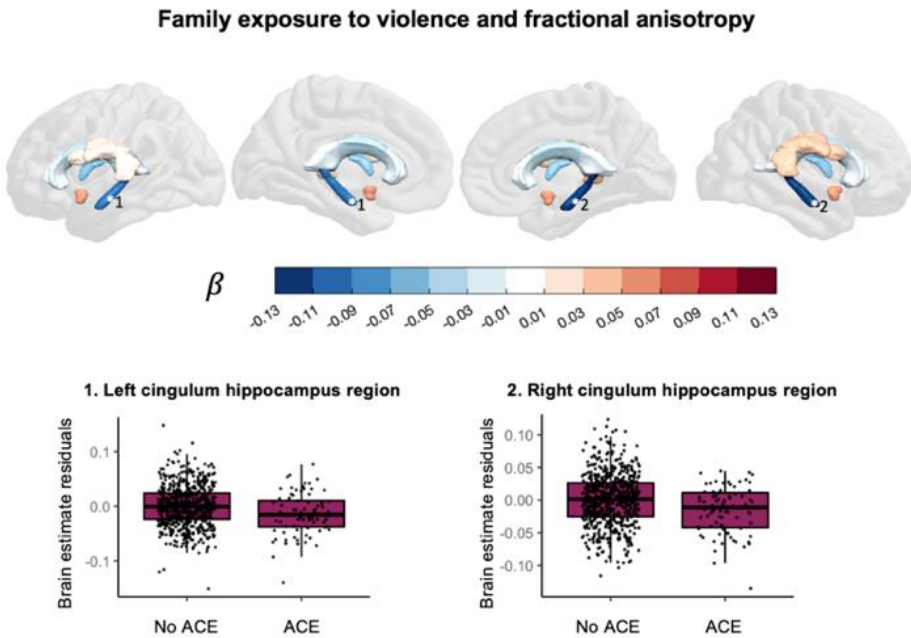 Family exposure to violence and fractional anisotropy
1 1 2 2
β
-0.13 -0.11 -0.09 -0.07 -0.05 -0.03 -0.01 0.01 0.03 0.05 0.07 0.09 0.11 0.13
1. Left cingulum hippocampus region
Brain estimate residuals
0.1
0.0
-0.1
No ACE ACE
2. Right cingulum hippocampus region
Brain estimate residuals
0.10
0.05
0.00
-0.05
-0.10
No ACE ACE